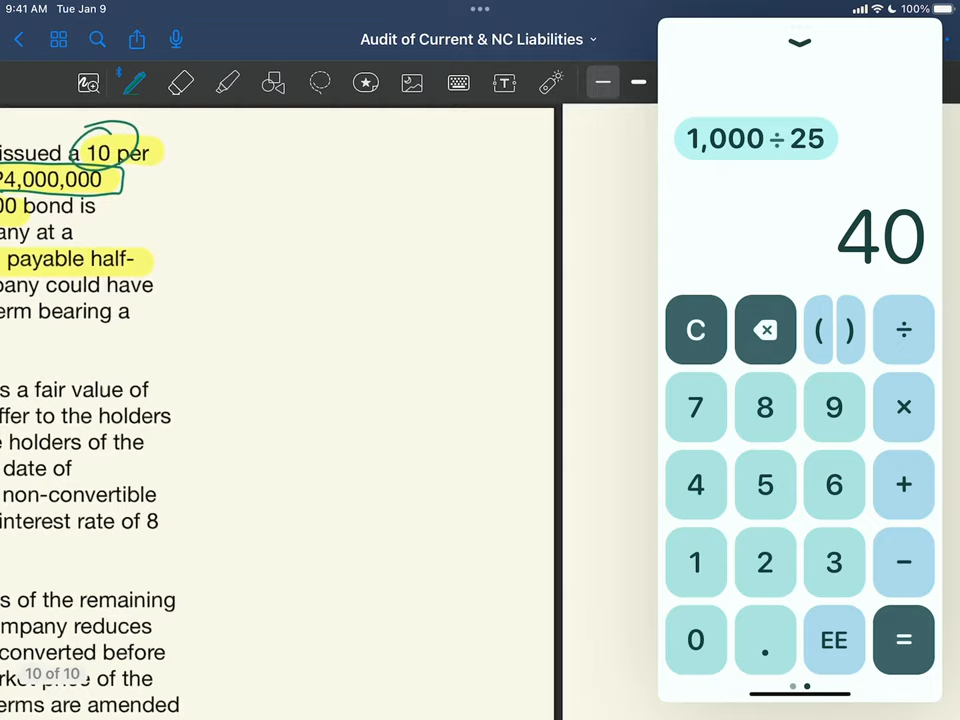 9:41 AM Tue Jan 9
100%
Audit of Current & NC Liabilities
issued a 10 per
P4,000,000
00 bond is
any at a
payable half-
pany could have
erm bearing a
s a fair value of
ffer to the holders
e holders of the
date of
non-convertible
interest rate of 8
s of the remaining
mpany reduces
converted before
10 of 10
of the
erms are amended
1,000÷25
40
C ( ) ÷
7 8 9 ×
4 5 6 +
1 2 3 −
0 . EE =